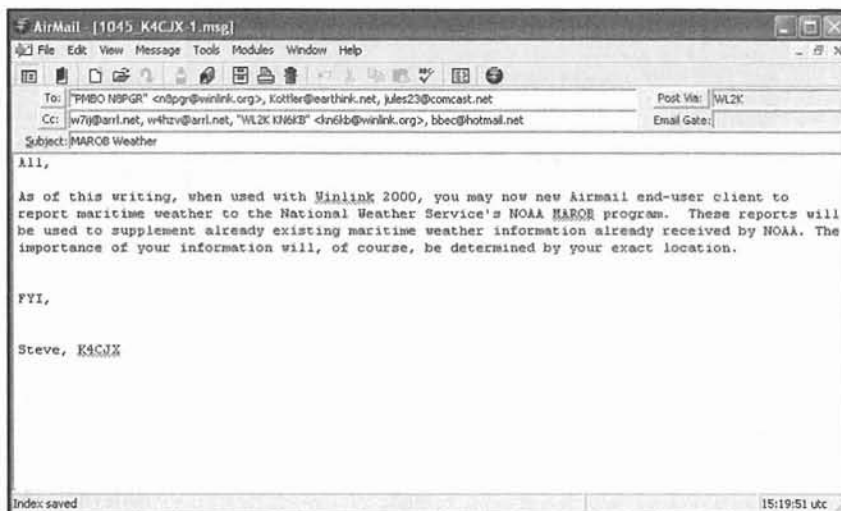 AirMail - [1045_K4CJX-1.msg]
File Edit View Message Tools Modules Window Help
To: "PMBO N8PGR" <n8pgr@winlink.org>, Kottler@earthink.net, jules23@comcast.net Post Via: WL2K
Cc: w7ij@arrl.net, w4hzv@arrl.net, "WL2K KN6KB" <kn6kb@winlink.org>, bbec@hotmail.net Email Gate:
Subject: MAROB Weather
All,
As of this writing, when used with Winlink 2000, you may now new Airmail end-user client to
report maritime weather to the National Weather Service's NOAA MAROB program. These reports will
be used to supplement already existing maritime weather information already received by NOAA. The
importance of your information will, of course, be determined by your exact location.
FYI,
Steve, K4CJX
Index saved 15:19:51 utc